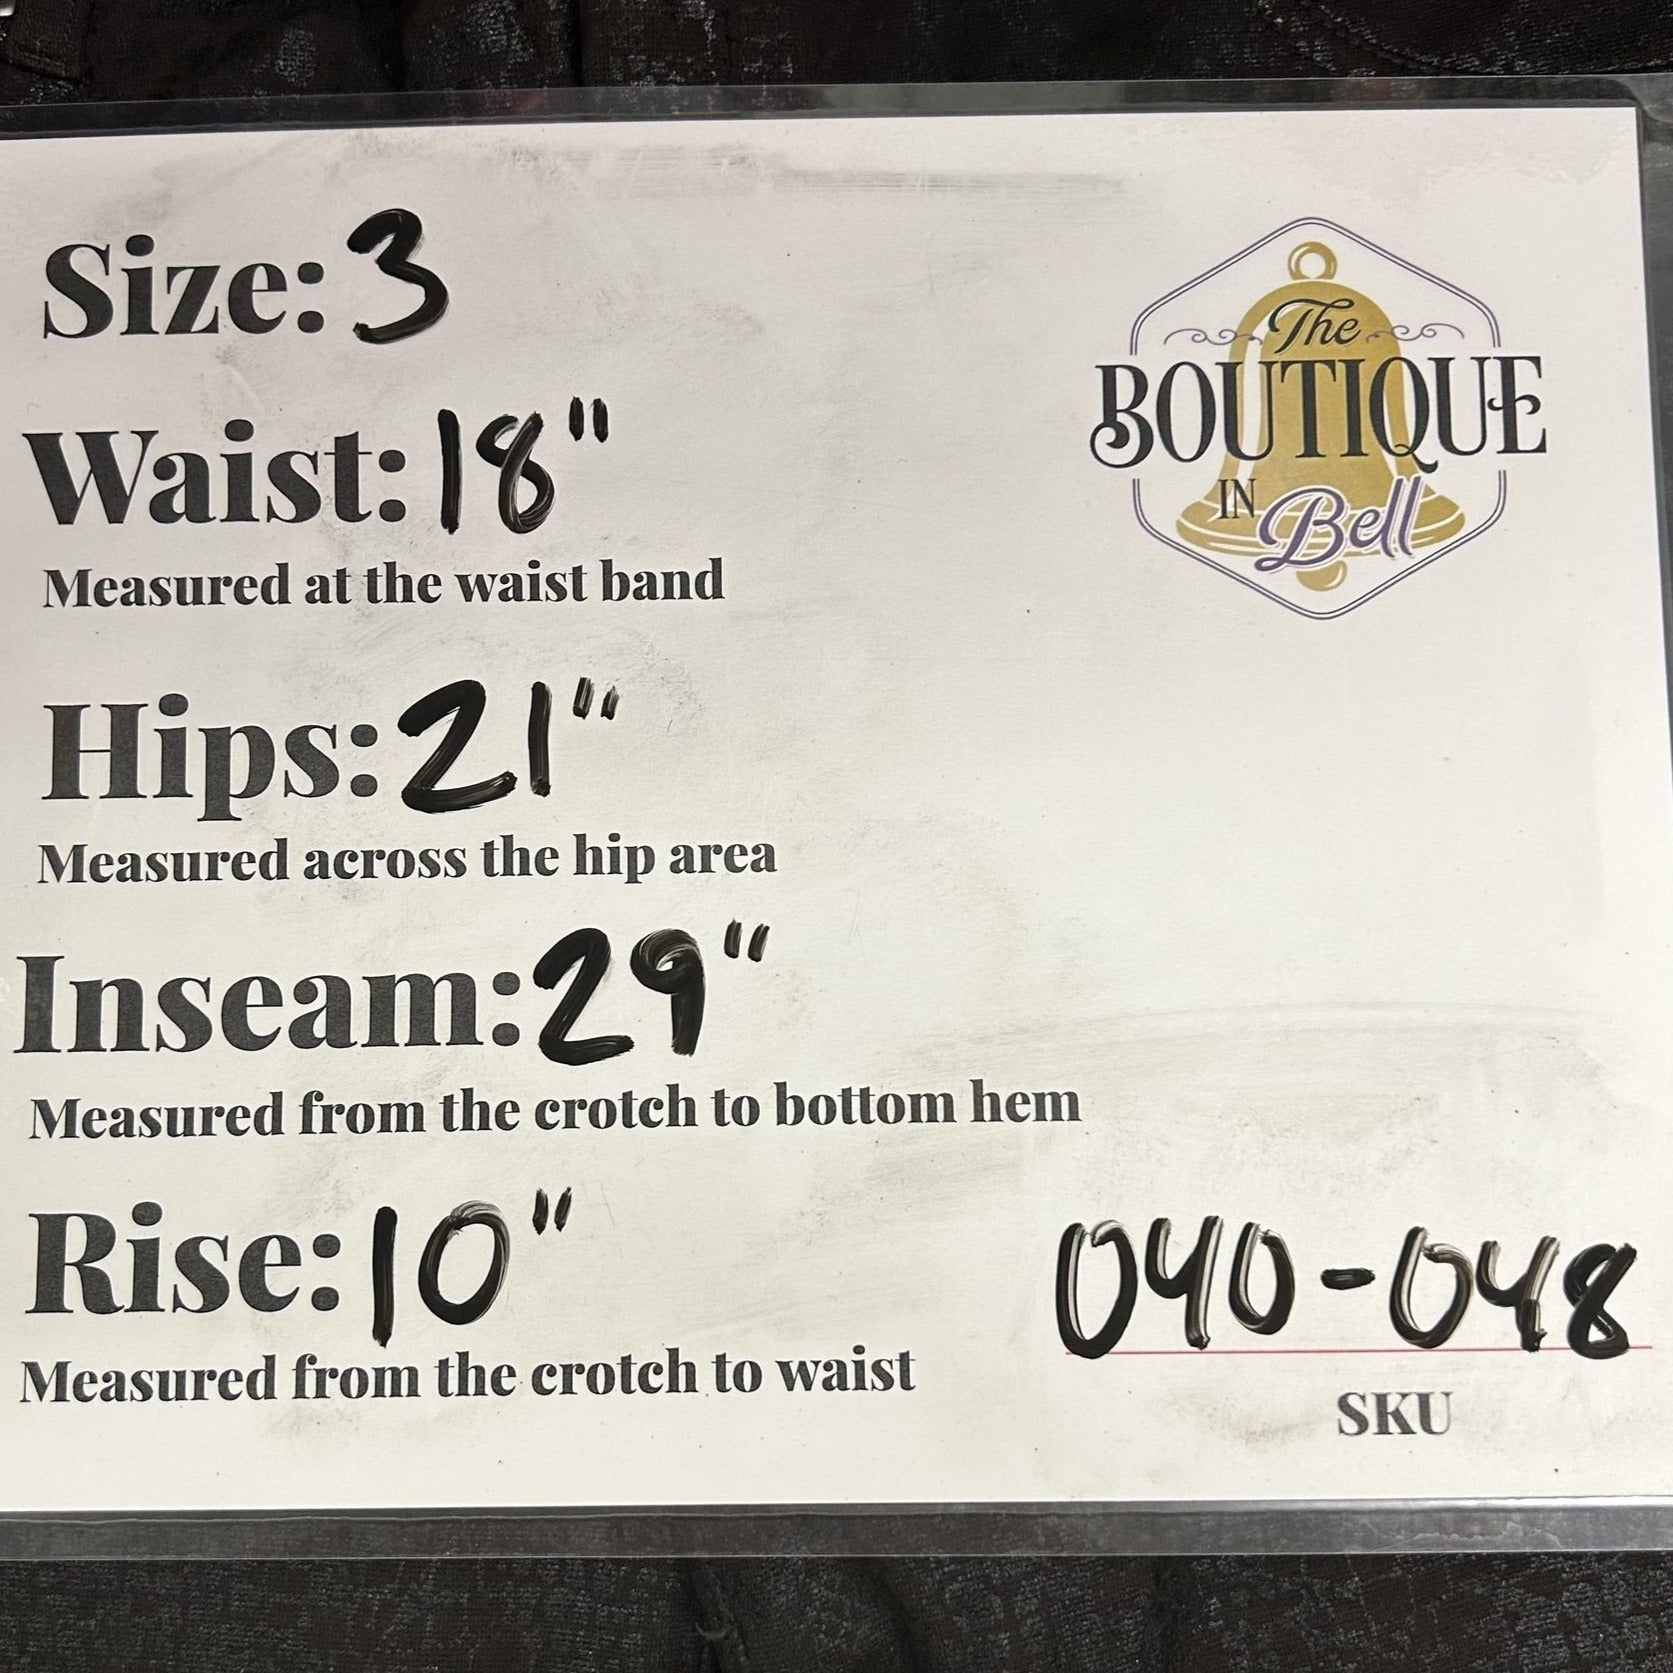 Size: 3
The
BOUTIQUE
IN Bell
Waist: 18"
Measured at the waist band
Hips: 21"
Measured across the hip area
Inseam: 29"
Measured from the crotch to bottom hem
Rise: 10"
Measured from the crotch to waist
040-048
SKU